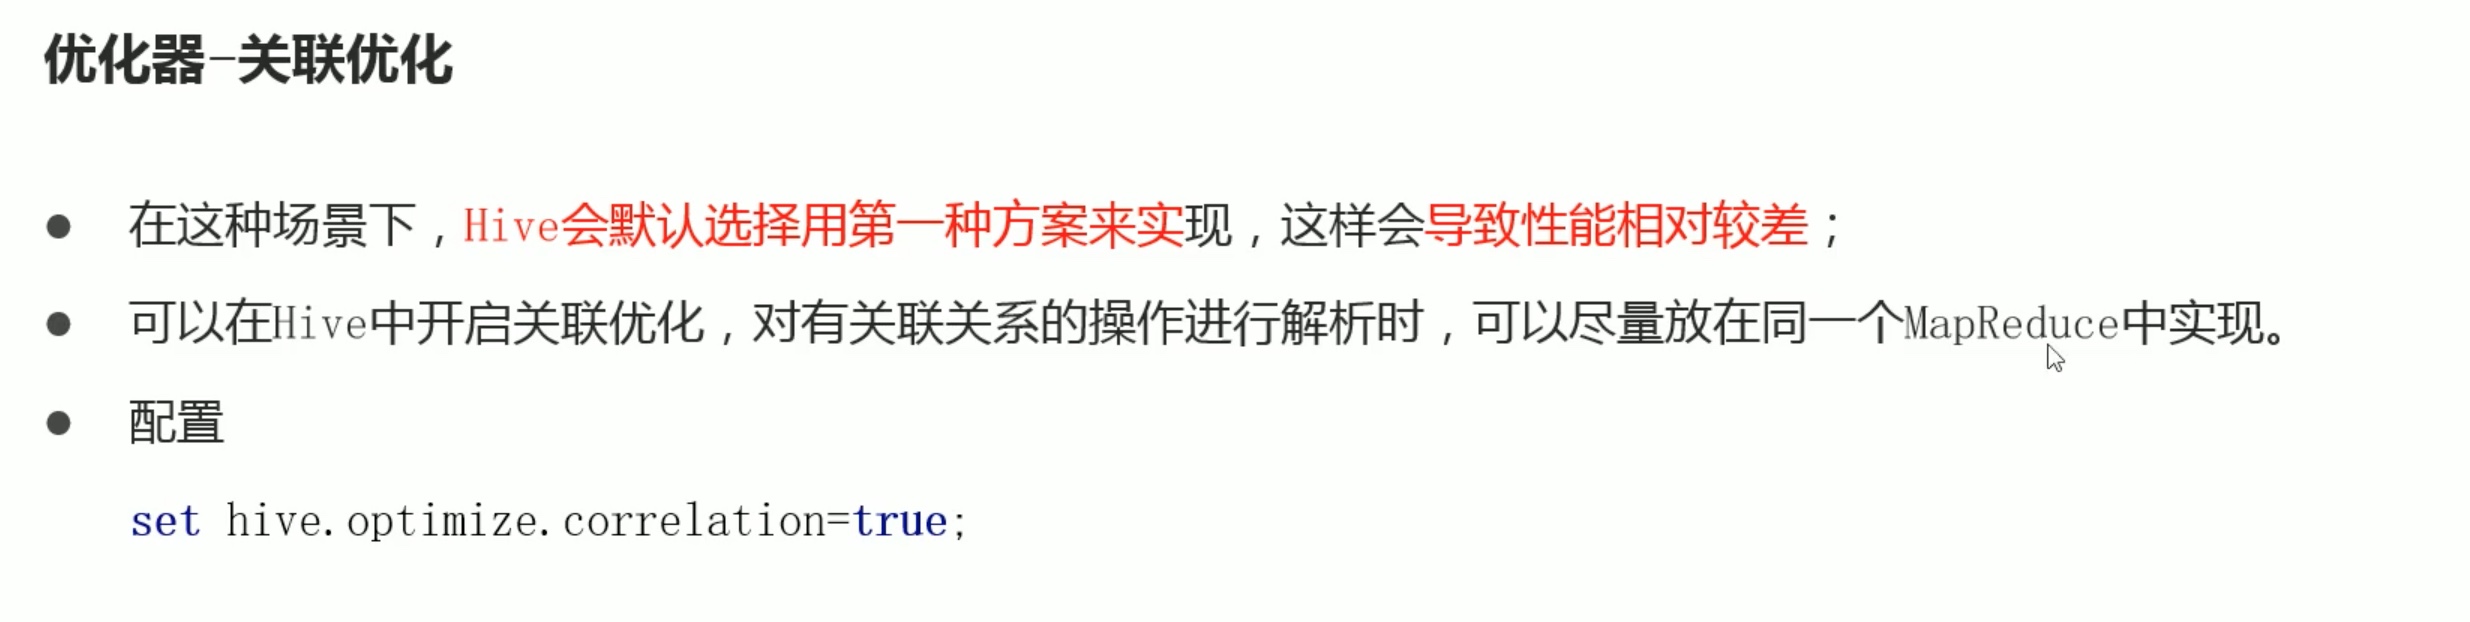 优化器-关联优化
● 在这种场景下，Hive会默认选择用第一种方案来实现，这样会导致性能相对较差；
● 可以在Hive中开启关联优化，对有关联关系的操作进行解析时，可以尽量放在同一个MapReduce中实现。
● 配置
set hive.optimize.correlation=true;